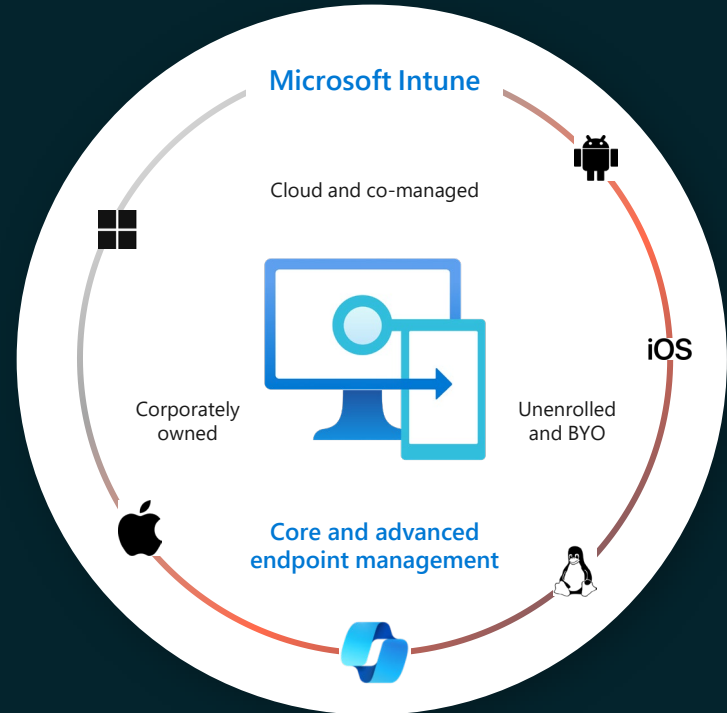 Microsoft Intune
Cloud and co-managed
iOS
Corporately
owned
Unenrolled
and BYO
Core and advanced
endpoint management